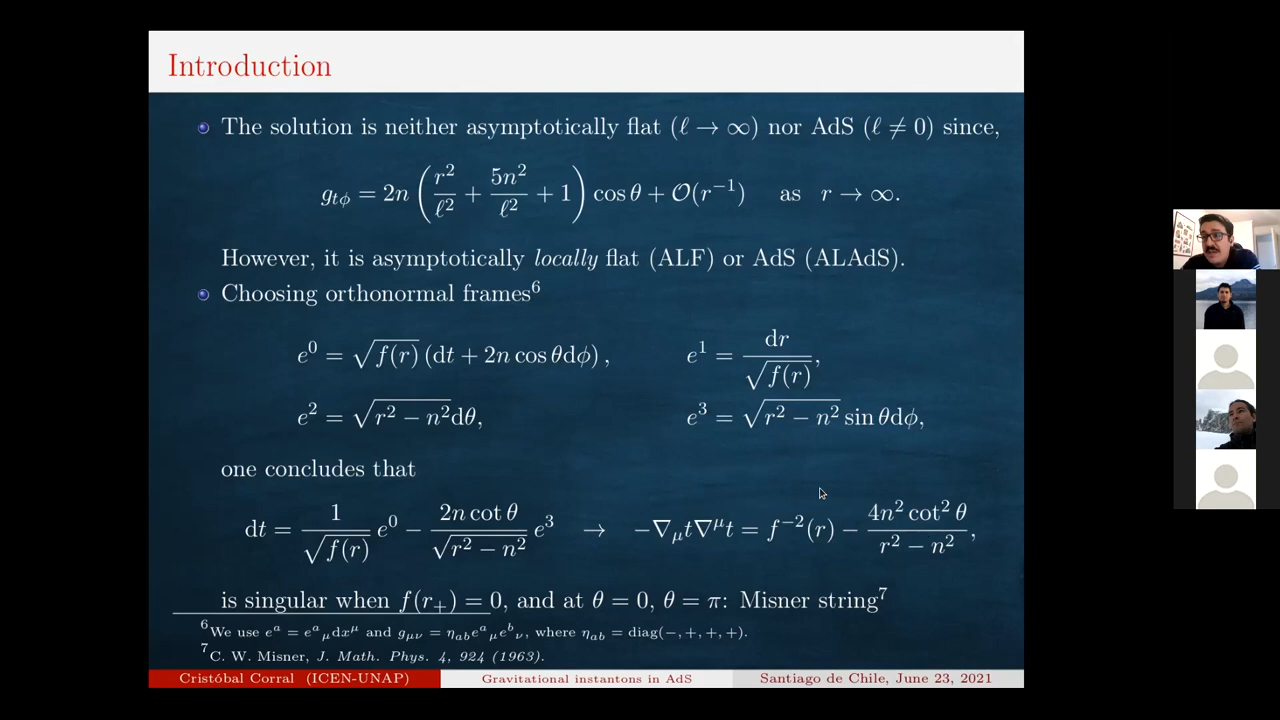 Introduction
The solution is neither asymptotically flat (ℓ → ∞) nor AdS (ℓ ≠ 0) since,
g_{tϕ} = 2n ( r²/ℓ² + 5n²/ℓ² + 1 ) cos θ + 𝒪(r⁻¹) as r → ∞.
However, it is asymptotically locally flat (ALF) or AdS (ALAdS).
Choosing orthonormal frames⁶
e⁰ = √f(r) (dt + 2n cos θdϕ) , e¹ = dr/√f(r),
e² = √(r² − n²)dθ, e³ = √(r² − n²) sin θdϕ,
one concludes that
dt = 1/√f(r) e⁰ − 2n cot θ/√(r² − n²) e³ → −∇_μt∇^μt = f⁻²(r) − 4n² cot² θ/(r² − n²),
is singular when f(r₊) = 0, and at θ = 0, θ = π: Misner string⁷
⁶We use eᵃ = eᵃ_μdx^μ and g_{μν} = η_{ab}eᵃ_μeᵇ_ν, where η_{ab} = diag(−, +, +, +).
⁷C. W. Misner, J. Math. Phys. 4, 924 (1963).
Cristóbal Corral (ICEN-UNAP) Gravitational instantons in AdS Santiago de Chile, June 23, 2021